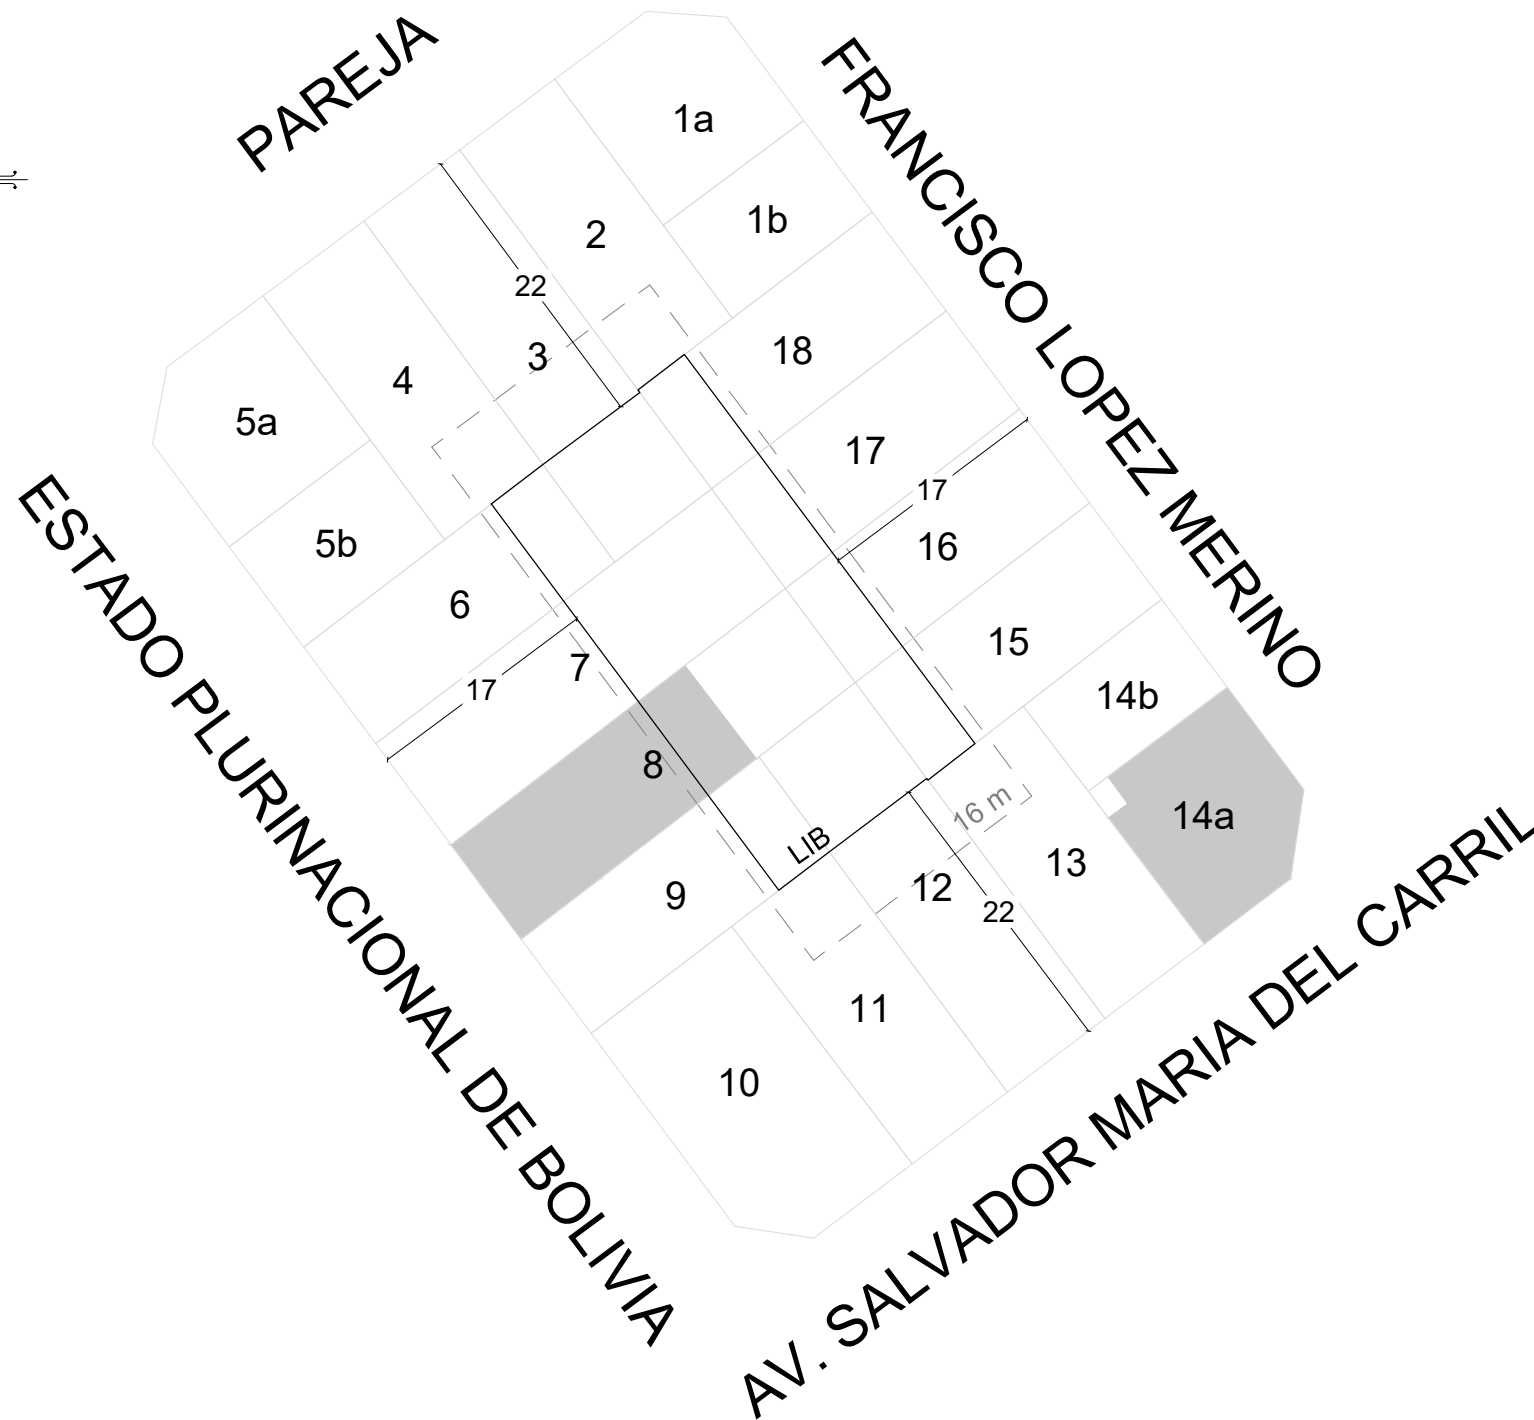 PAREJA
FRANCISCO LOPEZ MERINO
1a
1b
2
22
3
18
4
5a
17
17
16
5b
6
15
7
17
14b
8
16 m
14a
LIB
13
12
9
22
11
10
ESTADO PLURINACIONAL DE BOLIVIA
AV. SALVADOR MARIA DEL CARRIL